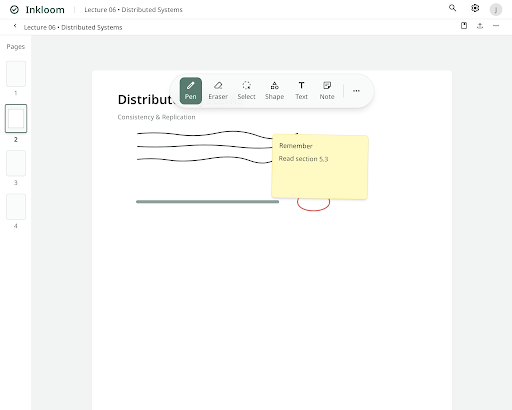 Inkloom
Lecture 06 • Distributed Systems
J
Lecture 06 • Distributed Systems
Pages
1
2
3
4
Pen
Eraser
Select
Shape
Text
Note
Consistency & Replication
Remember
Read section 5.3